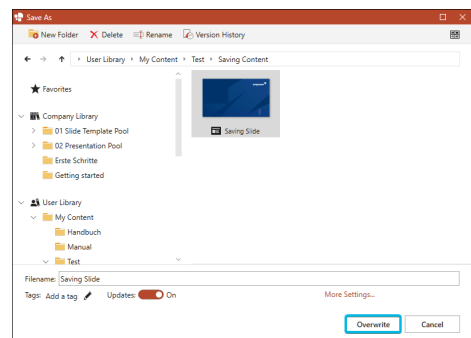 Save As
New Folder Delete Rename Version History
User Library My Content Test Saving Content
Favorites
Company Library
01 Slide Template Pool
02 Presentation Pool
Erste Schritte
Getting started
User Library
My Content
Handbuch
Manual
Test
Saving Slide
Filename: Saving Slide
Tags: Add a tag Updates: On More Settings...
Overwrite Cancel